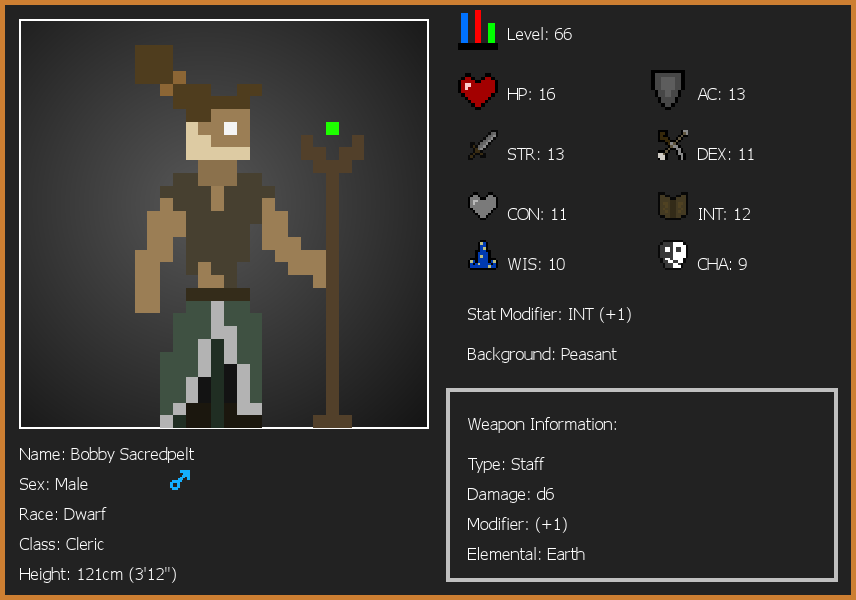 Level: 66
HP: 16
AC: 13
STR: 13
DEX: 11
CON: 11
INT: 12
WIS: 10
CHA: 9
Stat Modifier: INT (+1)
Background: Peasant
Weapon Information:
Type: Staff
Damage: d6
Modifier: (+1)
Elemental: Earth
Name: Bobby Sacredpelt
Sex: Male
Race: Dwarf
Class: Cleric
Height: 121cm (3'12")